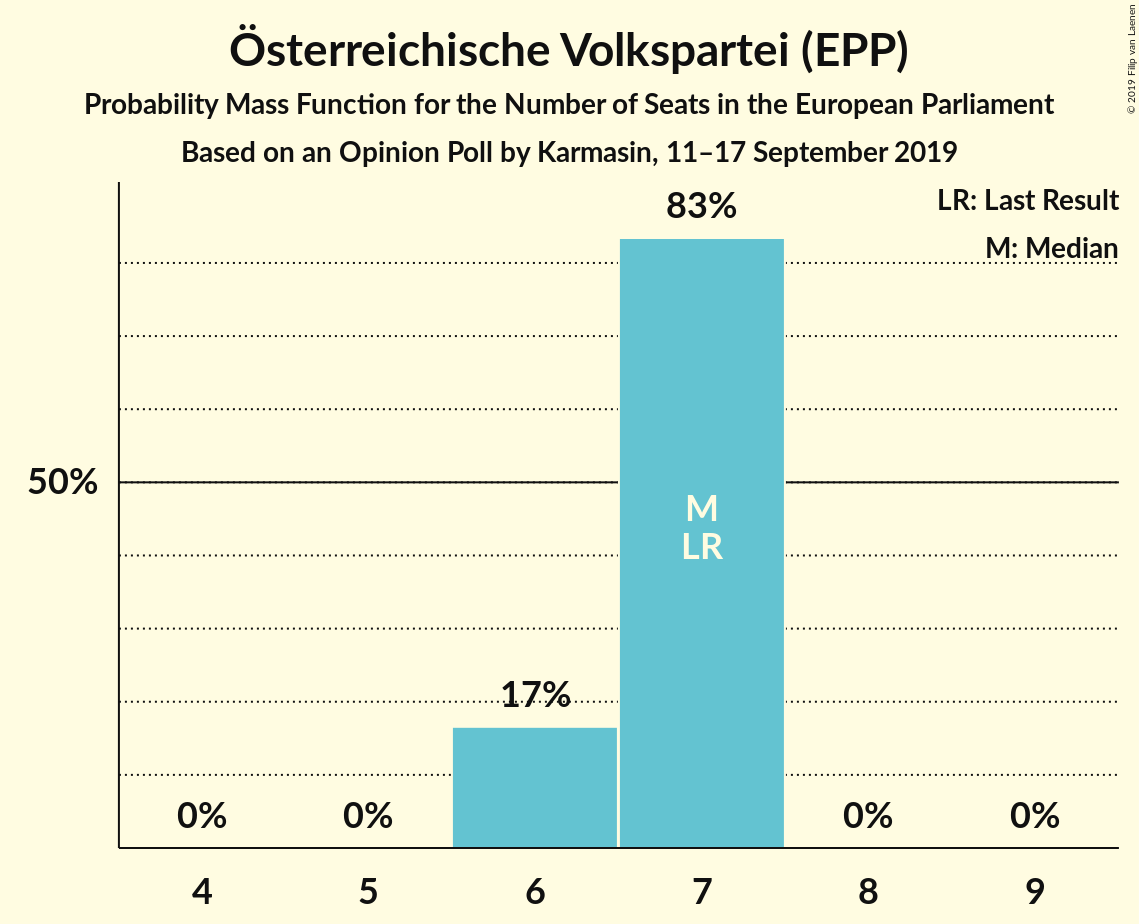 Österreichische Volkspartei (EPP)
Probability Mass Function for the Number of Seats in the European Parliament
Based on an Opinion Poll by Karmasin, 11–17 September 2019
© 2019 Filip van Laenen
LR: Last Result
M: Median
83%
50%
M
LR
17%
0%
0%
0%
0%
4
5
6
7
8
9